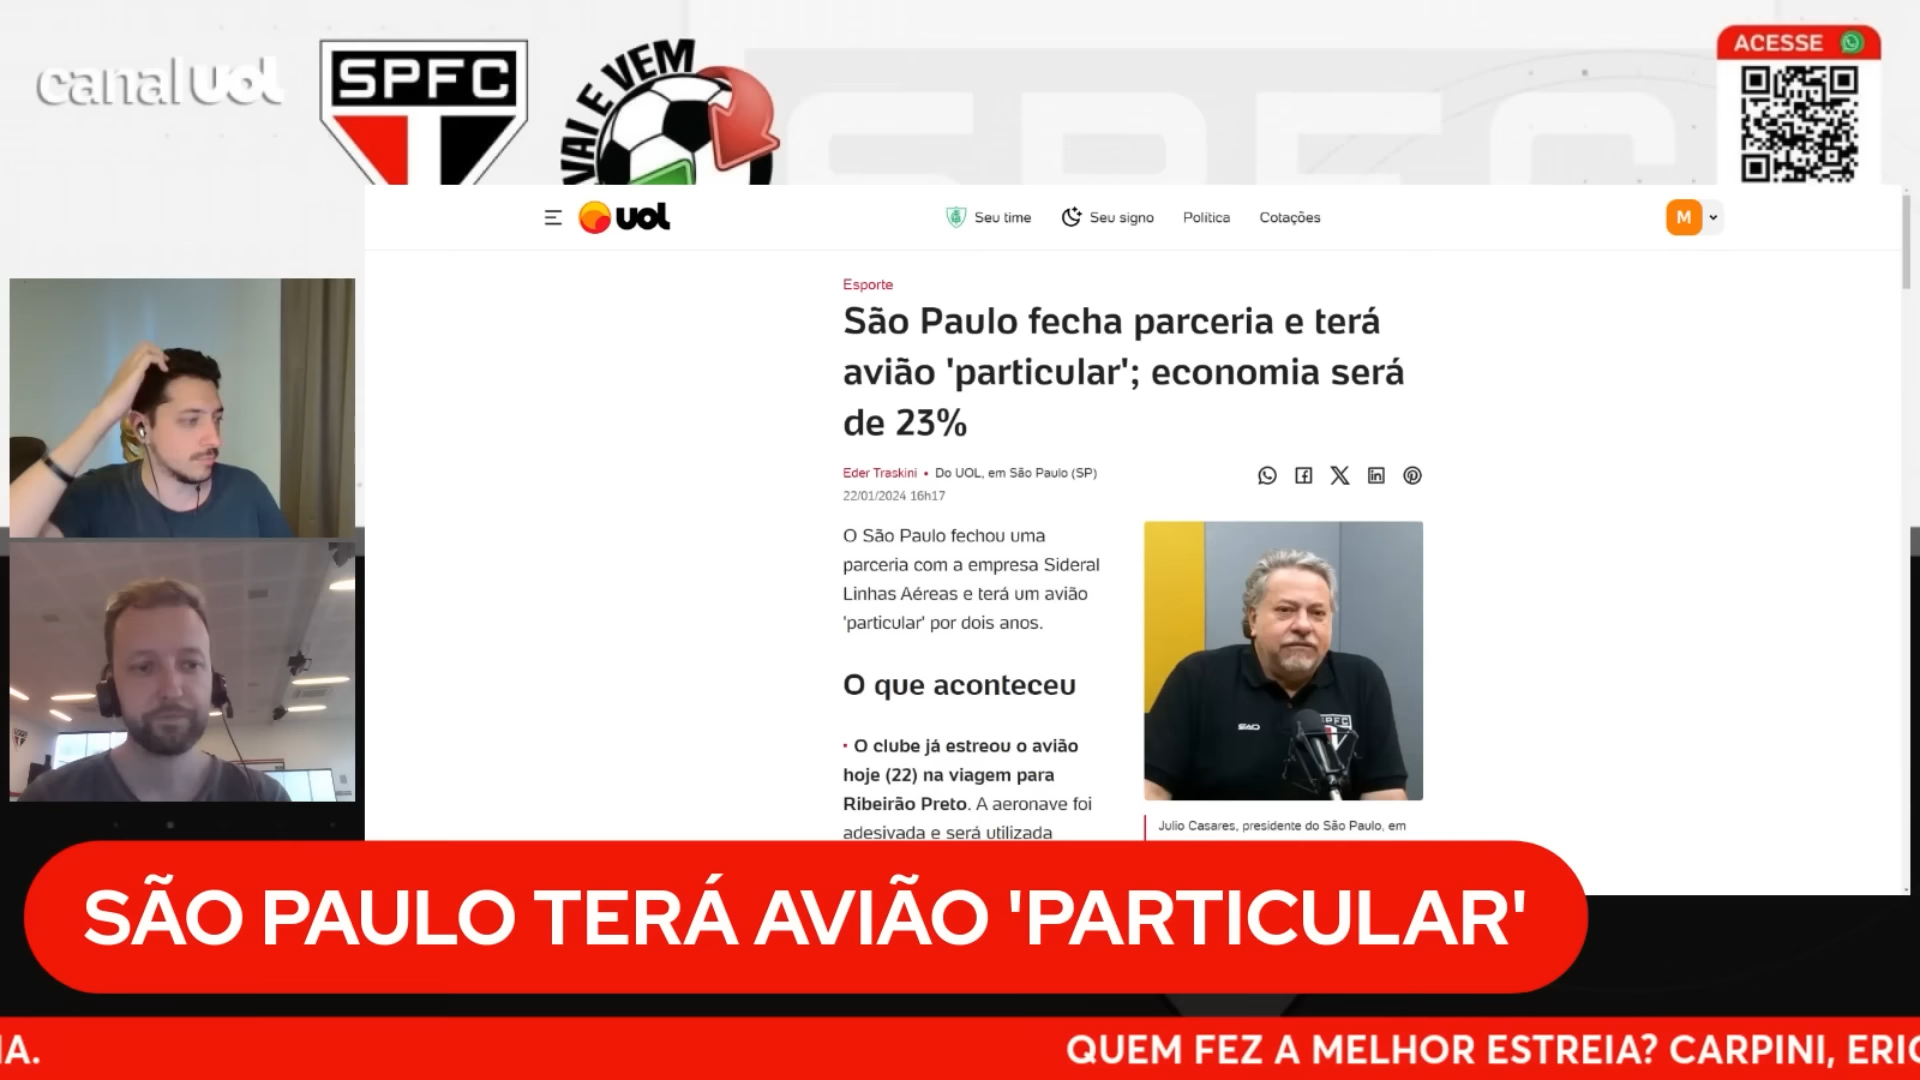 canal uol
SPFC
VAI E VEM
SPFC
ACESSE
uol
Seu time
Seu signo
Política
Cotações
M
Esporte
São Paulo fecha parceria e terá
avião 'particular'; economia será
de 23%
Eder Traskini • Do UOL, em São Paulo (SP)
22/01/2024 16h17
O São Paulo fechou uma
parceria com a empresa Sideral
Linhas Aéreas e terá um avião
'particular' por dois anos.
O que aconteceu
O clube já estreou o avião
hoje (22) na viagem para
Ribeirão Preto. A aeronave foi
adesivada e será utilizada
SPFC
Julio Casares, presidente do São Paulo, em
SÃO PAULO TERÁ AVIÃO 'PARTICULAR'
IA.
QUEM FEZ A MELHOR ESTREIA? CARPINI, ERIC